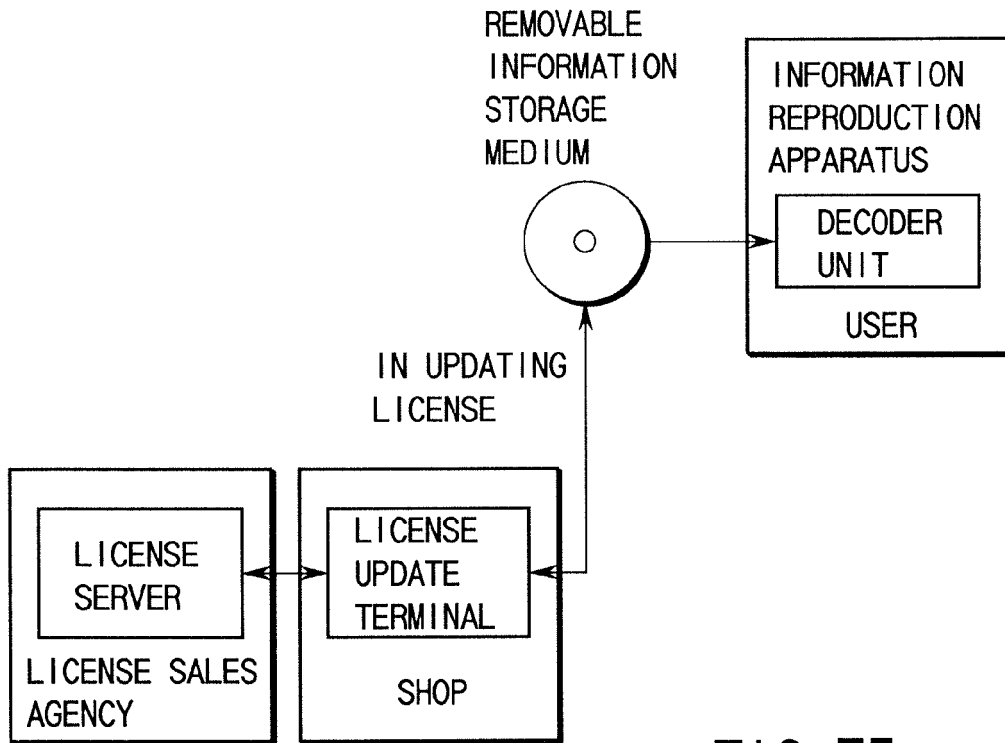 REMOVABLE
INFORMATION
STORAGE
MEDIUM
INFORMATION
REPRODUCTION
APPARATUS
DECODER
UNIT
USER
IN UPDATING
LICENSE
LICENSE
SERVER
LICENSE SALES
AGENCY
LICENSE
UPDATE
TERMINAL
SHOP